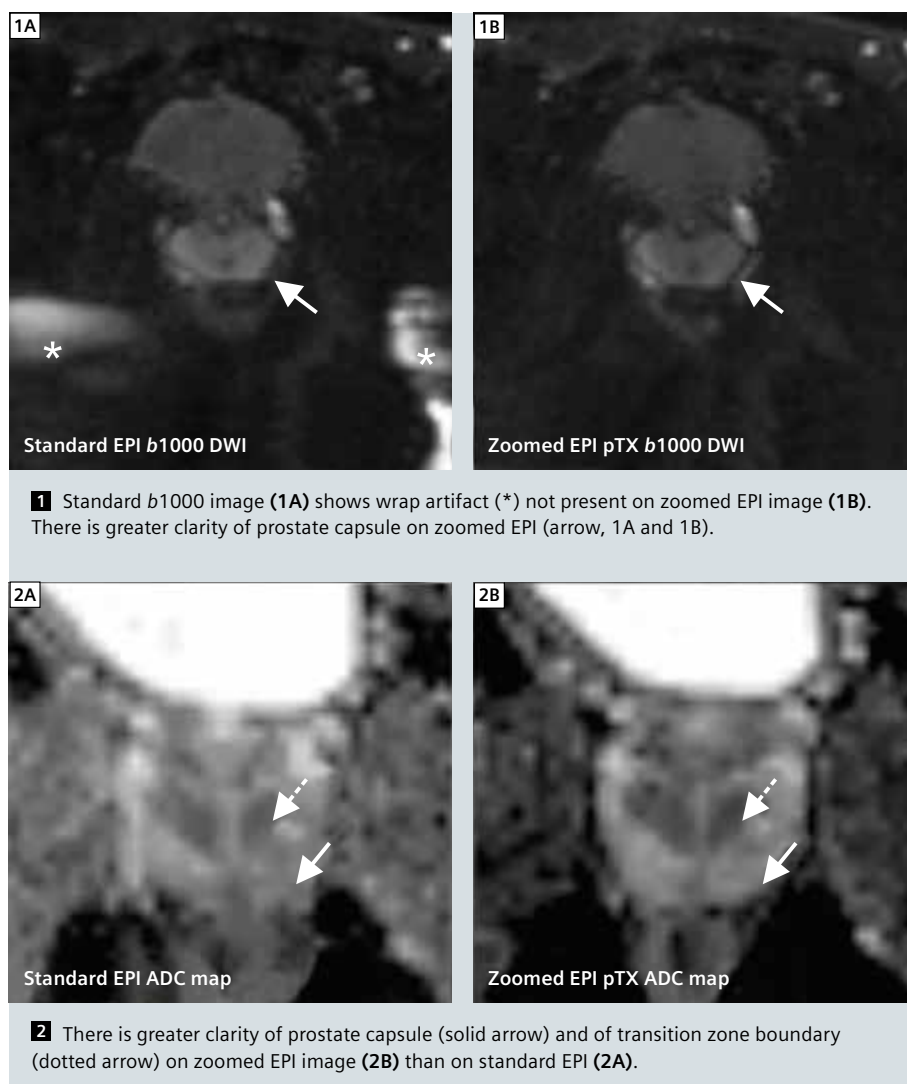 1A
1B
*
*
Standard EPI b1000 DWI
Zoomed EPI pTX b1000 DWI
1 Standard b1000 image (1A) shows wrap artifact (*) not present on zoomed EPI image (1B).
There is greater clarity of prostate capsule on zoomed EPI (arrow, 1A and 1B).
2A
2B
Standard EPI ADC map
Zoomed EPI pTX ADC map
2 There is greater clarity of prostate capsule (solid arrow) and of transition zone boundary
(dotted arrow) on zoomed EPI image (2B) than on standard EPI (2A).